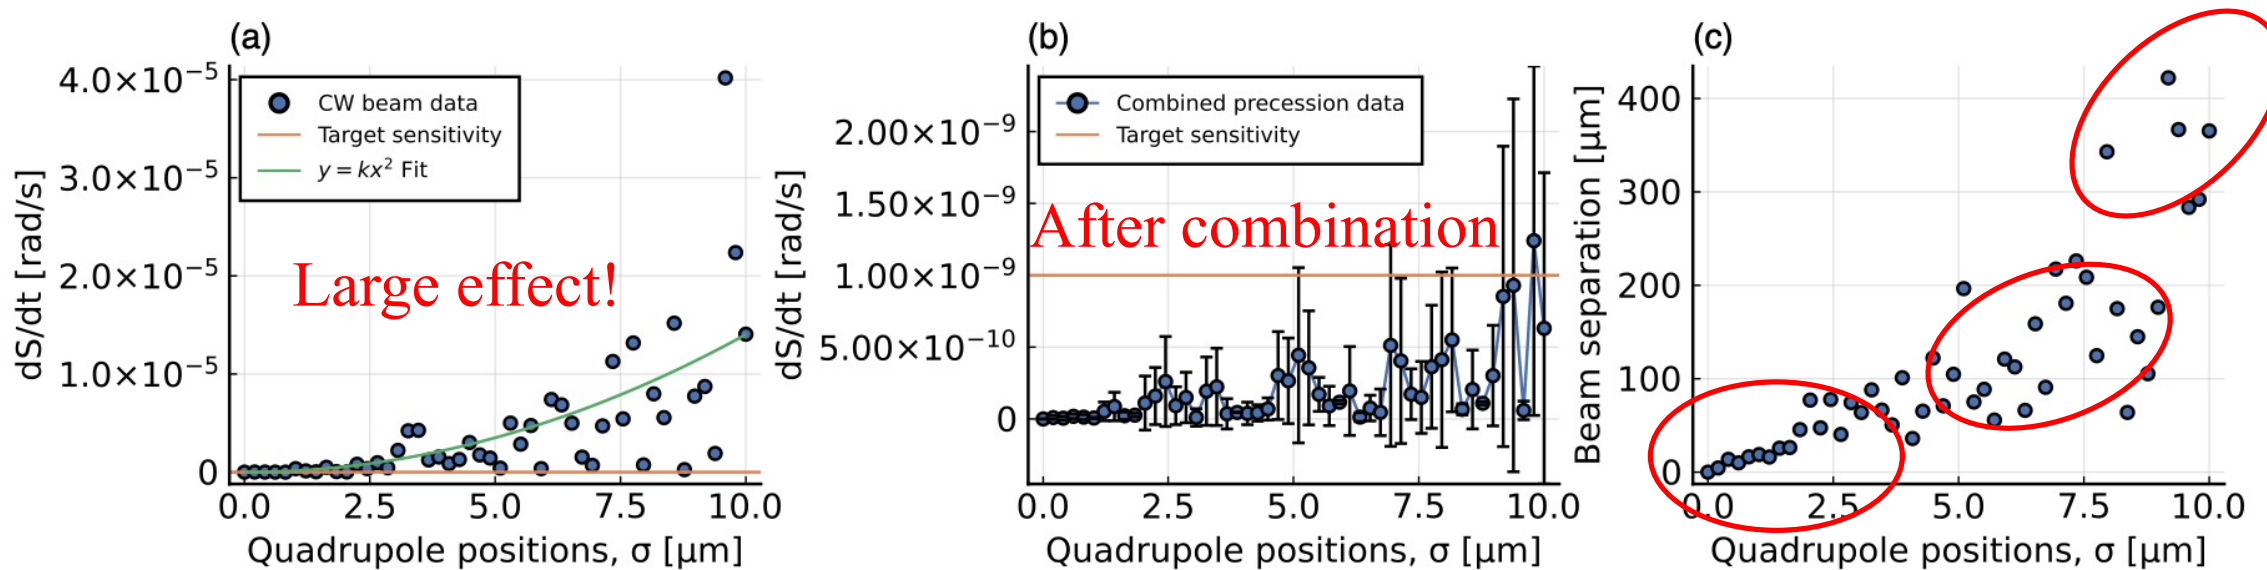 (a)
4.0×10⁻⁵
3.0×10⁻⁵
2.0×10⁻⁵
1.0×10⁻⁵
0
dS/dt [rad/s]
CW beam data
Target sensitivity
y = kx² Fit
Large effect!
0.0 2.5 5.0 7.5 10.0
Quadrupole positions, σ [μm]
(b)
2.00×10⁻⁹
1.50×10⁻⁹
1.00×10⁻⁹
5.00×10⁻¹⁰
0
dS/dt [rad/s]
Combined precession data
Target sensitivity
After combination
0.0 2.5 5.0 7.5 10.0
Quadrupole positions, σ [μm]
(c)
400
300
200
100
0
Beam separation [μm]
0.0 2.5 5.0 7.5 10.0
Quadrupole positions, σ [μm]